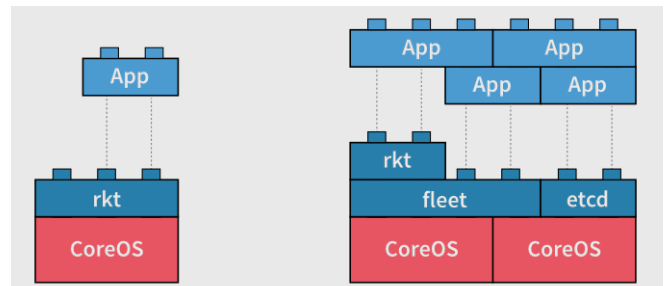 App
rkt
CoreOS
App App
App App
rkt
fleet etcd
CoreOS CoreOS